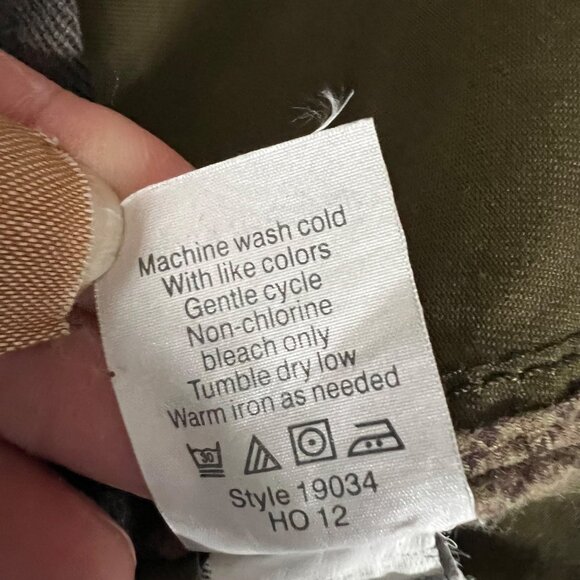 Machine wash cold
With like colors
Gentle cycle
Non-chlorine
bleach only
Tumble dry low
Warm iron as needed
30
Style 19034
HO 12